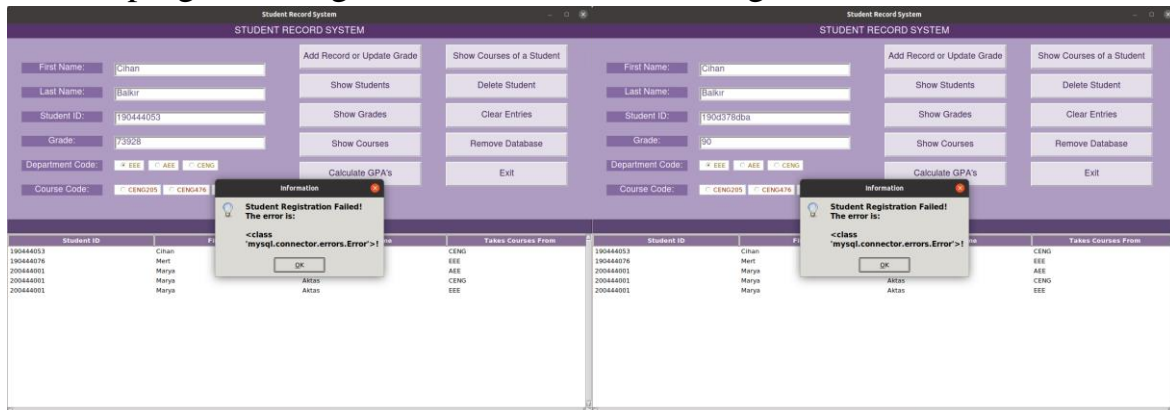 Student Record System
STUDENT RECORD SYSTEM
First Name: Cihan
Last Name: Balkır
Student ID: 190444053
Grade: 73928
Department Code: EEE AEE CENG
Course Code: CENG205 CENG476
Add Record or Update Grade Show Courses of a Student
Show Students Delete Student
Show Grades Clear Entries
Show Courses Remove Database
Calculate GPA's Exit
Information
Student Registration Failed!
The error is:
<class
'mysql.connector.errors.Error'>!
OK
Student ID Takes Courses From
190444053 Cihan CENG
190444076 Mert EEE
200444001 Marya AEE
200444001 Marya Aktas CENG
200444001 Marya Aktas EEE
Student Record System
STUDENT RECORD SYSTEM
First Name: Cihan
Last Name: Balkır
Student ID: 190d378dba
Grade: 90
Department Code: EEE AEE CENG
Course Code: CENG205 CENG476
Add Record or Update Grade Show Courses of a Student
Show Students Delete Student
Show Grades Clear Entries
Show Courses Remove Database
Calculate GPA's Exit
Information
Student Registration Failed!
The error is:
<class
'mysql.connector.errors.Error'>!
OK
Student ID Takes Courses From
190444053 Cihan CENG
190444076 Mert EEE
200444001 Marya AEE
200444001 Marya Aktas CENG
200444001 Marya Aktas EEE